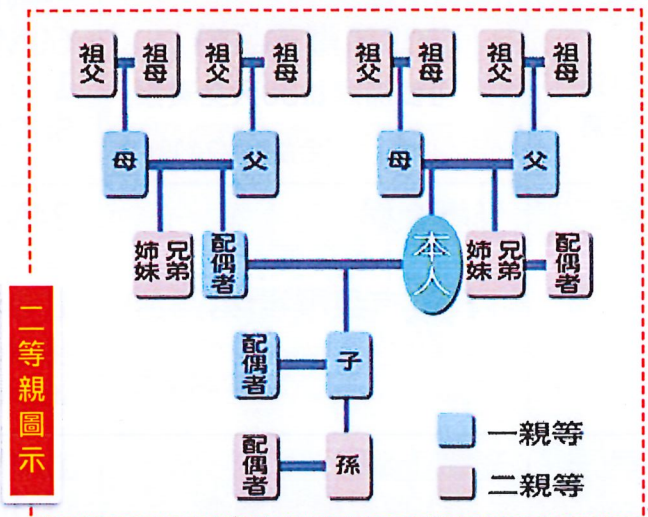 祖父 祖母 祖父 祖母 祖父 祖母 祖父 祖母
母 父 母 父
姉妹 兄弟 配偶者 本人 姉妹 兄弟 配偶者
配偶者 子
配偶者 孫
一親等
二親等
二等親圖示